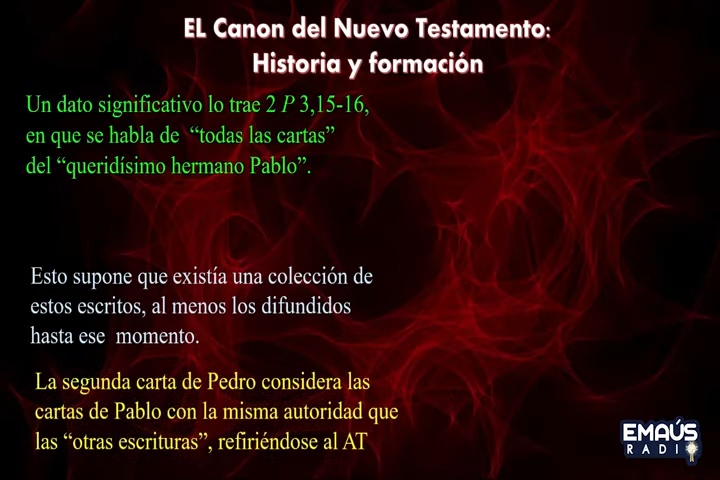 EL Canon del Nuevo Testamento:
Historia y formación
Un dato significativo lo trae 2 P 3,15-16,
en que se habla de “todas las cartas”
del “queridísimo hermano Pablo”.
Esto supone que existía una colección de
estos escritos, al menos los difundidos
hasta ese momento.
La segunda carta de Pedro considera las
cartas de Pablo con la misma autoridad que
las “otras escrituras”, refiriéndose al AT
EMAÚS
RADIO